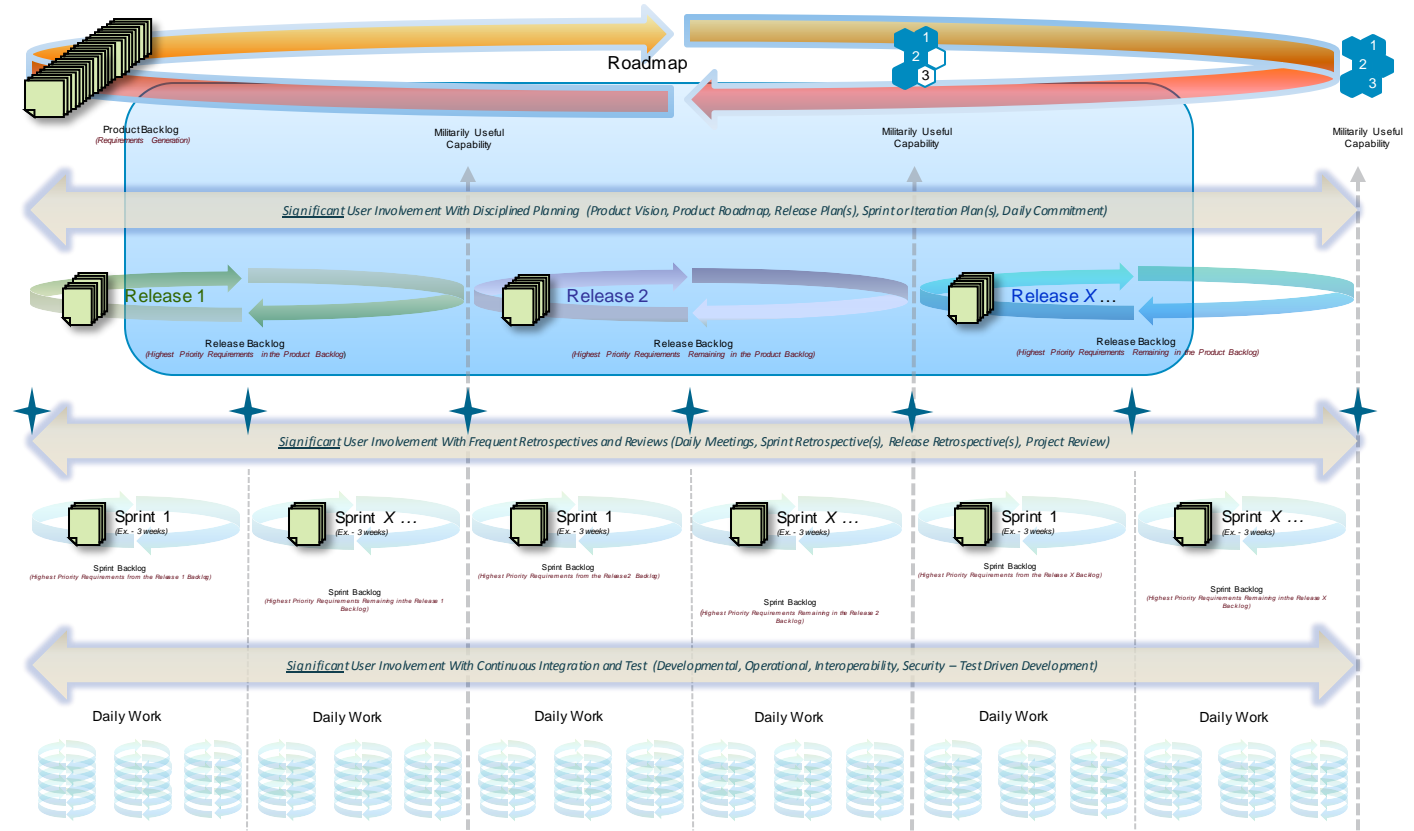 1
2
3
1
2
3
Roadmap
Product Backlog
(Requirements Generation)
Militarily Useful
Capability
Militarily Useful
Capability
Militarily Useful
Capability
Significant User Involvement With Disciplined Planning (Product Vision, Product Roadmap, Release Plan(s), Sprint or Iteration Plan(s), Daily Commitment)
Release 1
Release 2
Release X…
Release Backlog
(Highest Priority Requirements in the Product Backlog)
Release Backlog
(Highest Priority Requirements Remaining in the Product Backlog)
Release Backlog
(Highest Priority Requirements Remaining in the Product Backlog)
Significant User Involvement With Frequent Retrospectives and Reviews (Daily Meetings, Sprint Retrospective(s), Release Retrospective(s), Project Review)
Sprint 1
(Ex. - 3 weeks)
Sprint X …
(Ex. - 3 weeks)
Sprint 1
(Ex. - 3 weeks)
Sprint X …
(Ex. - 3 weeks)
Sprint 1
(Ex. - 3 weeks)
Sprint X …
(Ex. - 3 weeks)
Sprint Backlog
(Highest Priority Requirements from the Release 1 Backlog)
Sprint Backlog
(Highest Priority Requirements Remaining in the Release 1
Backlog)
Sprint Backlog
(Highest Priority Requirements from the Release2 Backlog)
Sprint Backlog
(Highest Priority Requirements Remaining in the Release 2
Backlog)
Sprint Backlog
(Highest Priority Requirements from the Release X Backlog)
Sprint Backlog
(Highest Priority Requirements Remaining in the Release X
Backlog)
Significant User Involvement With Continuous Integration and Test (Developmental, Operational, Interoperability, Security – Test Driven Development)
Daily Work
Daily Work
Daily Work
Daily Work
Daily Work
Daily Work